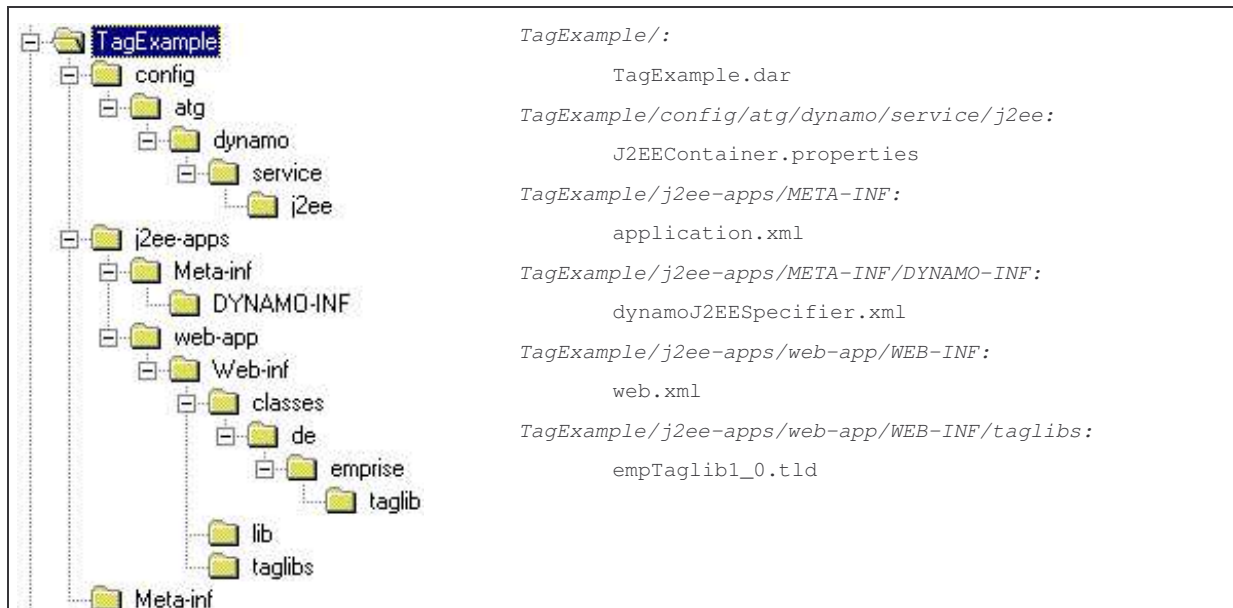 TagExample
config
atg
dynamo
service
j2ee
j2ee-apps
Meta-inf
DYNAMO-INF
web-app
Web-inf
classes
de
emprise
taglib
lib
taglibs
Meta-inf
TagExample/:
TagExample.dar
TagExample/config/atg/dynamo/service/j2ee:
J2EEContainer.properties
TagExample/j2ee-apps/META-INF:
application.xml
TagExample/j2ee-apps/META-INF/DYNAMO-INF:
dynamoJ2EESpecifier.xml
TagExample/j2ee-apps/web-app/WEB-INF:
web.xml
TagExample/j2ee-apps/web-app/WEB-INF/taglibs:
empTaglib1_0.tld